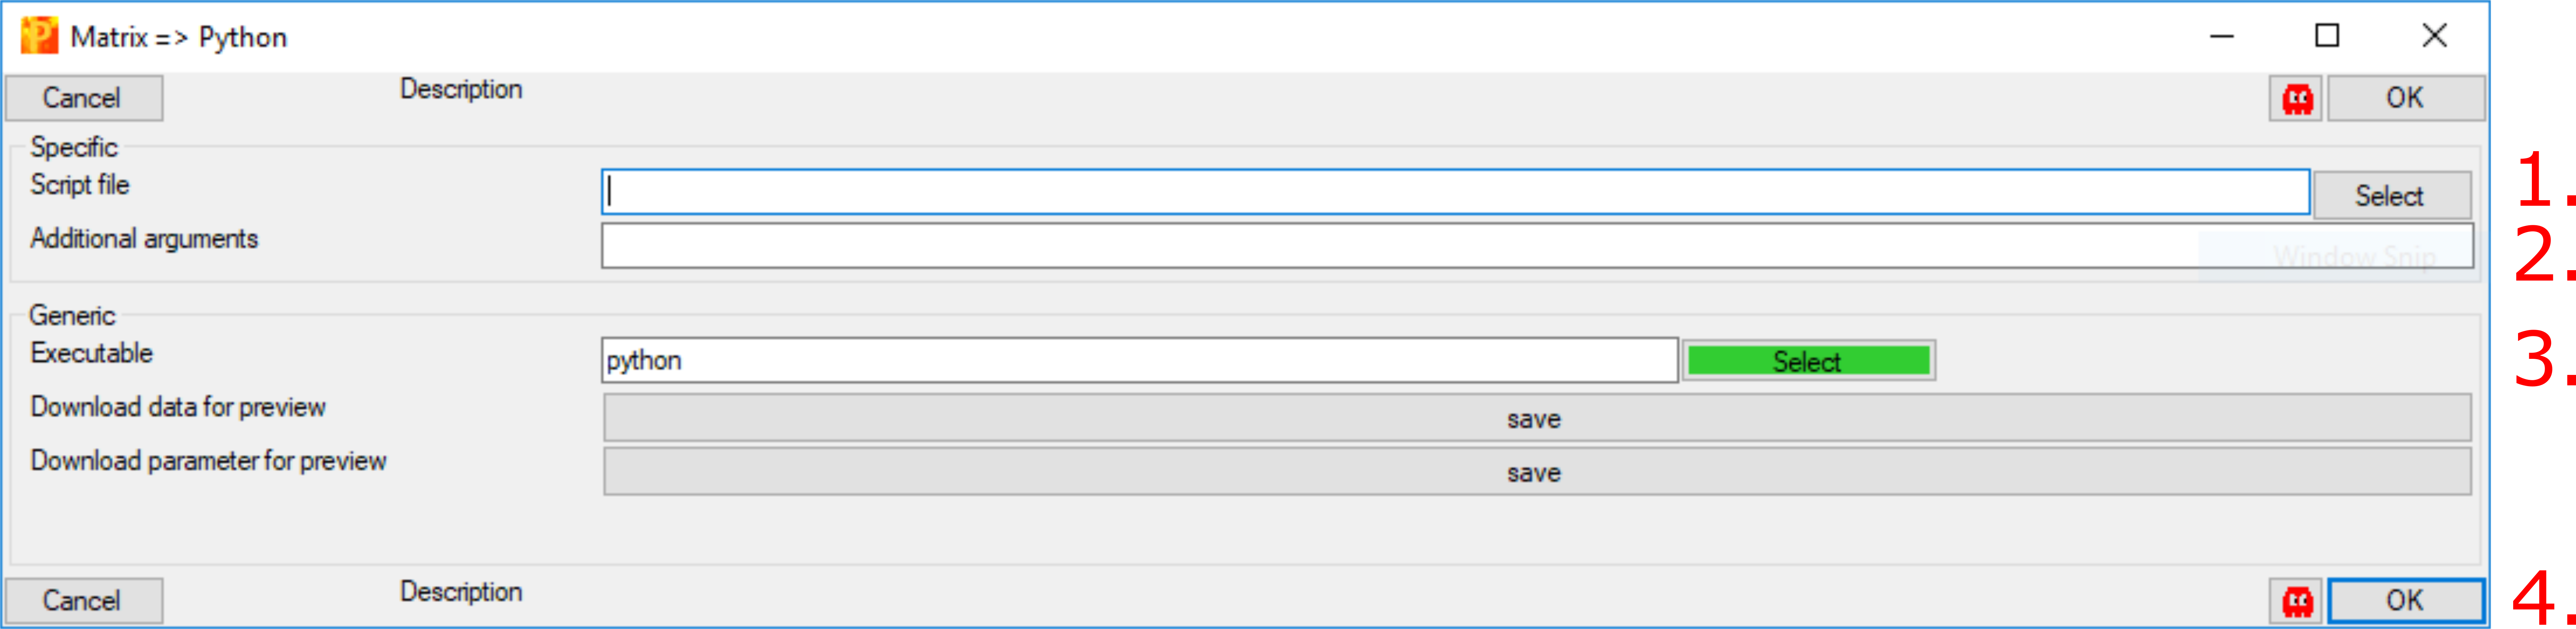 Matrix => Python
Cancel Description OK
Specific
Script file Select 1.
Additional arguments Window Snip 2.
Generic
Executable python Select 3.
Download data for preview save
Download parameter for preview save
Cancel Description OK 4.